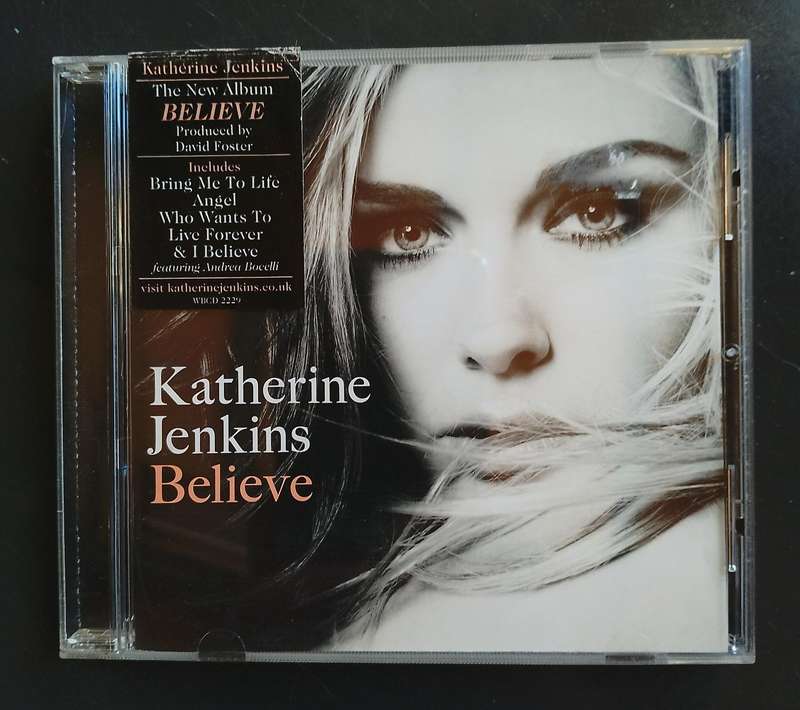 Katherine Jenkins
The New Album
BELIEVE
Produced by
David Foster
Includes
Bring Me To Life
Angel
Who Wants To
Live Forever
& I Believe
featuring Andrea Bocelli
visit katherinejenkins.co.uk
WBCD 2229
Katherine
Jenkins
Believe